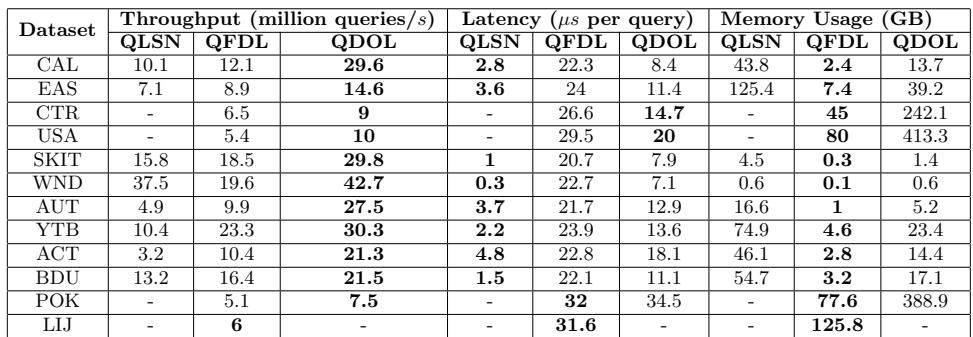 Dataset Throughput (million queries/s) Latency (μs per query) Memory Usage (GB)
QLSN QFDL QDOL QLSN QFDL QDOL QLSN QFDL QDOL
CAL 10.1 12.1 29.6 2.8 22.3 8.4 43.8 2.4 13.7
EAS 7.1 8.9 14.6 3.6 24 11.4 125.4 7.4 39.2
CTR - 6.5 9 - 26.6 14.7 - 45 242.1
USA - 5.4 10 - 29.5 20 - 80 413.3
SKIT 15.8 18.5 29.8 1 20.7 7.9 4.5 0.3 1.4
WND 37.5 19.6 42.7 0.3 22.7 7.1 0.6 0.1 0.6
AUT 4.9 9.9 27.5 3.7 21.7 12.9 16.6 1 5.2
YTB 10.4 23.3 30.3 2.2 23.9 13.6 74.9 4.6 23.4
ACT 3.2 10.4 21.3 4.8 22.8 18.1 46.1 2.8 14.4
BDU 13.2 16.4 21.5 1.5 22.1 11.1 54.7 3.2 17.1
POK - 5.1 7.5 - 32 34.5 - 77.6 388.9
LIJ - 6 - - 31.6 - - 125.8 -